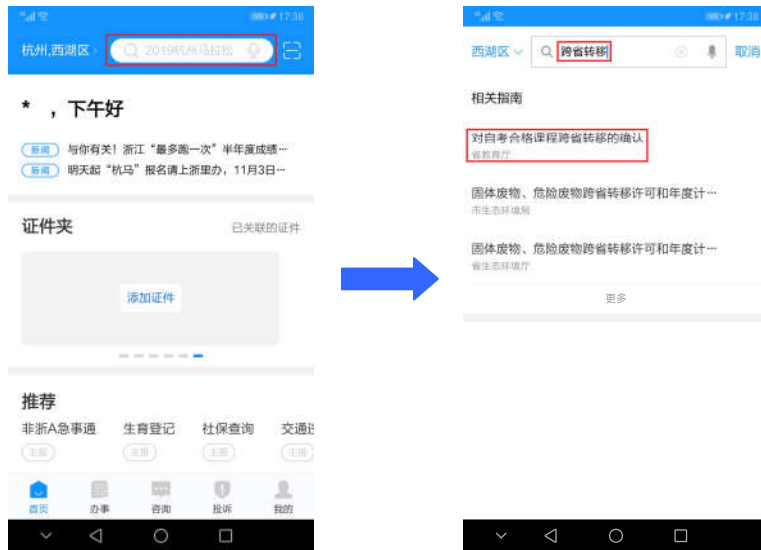 17:38
杭州,西湖区
2019杭州马拉松
* ,下午好
新闻 与你有关!浙江“最多跑一次”半年度成绩…
新闻 明天起“杭马”报名请上浙里办,11月3日…
证件夹
已关联的证件
添加证件
推荐
非浙A急事通 生育登记 社保查询 交通违
首页 办事 咨询 投诉 我的
17:38
西湖区 跨省转移 取消
相关指南
对自考合格课程跨省转移的确认
省教育厅
固体废物、危险废物跨省转移许可和年度计…
市生态环境局
固体废物、危险废物跨省转移许可和年度计…
省生态环境厅
更多